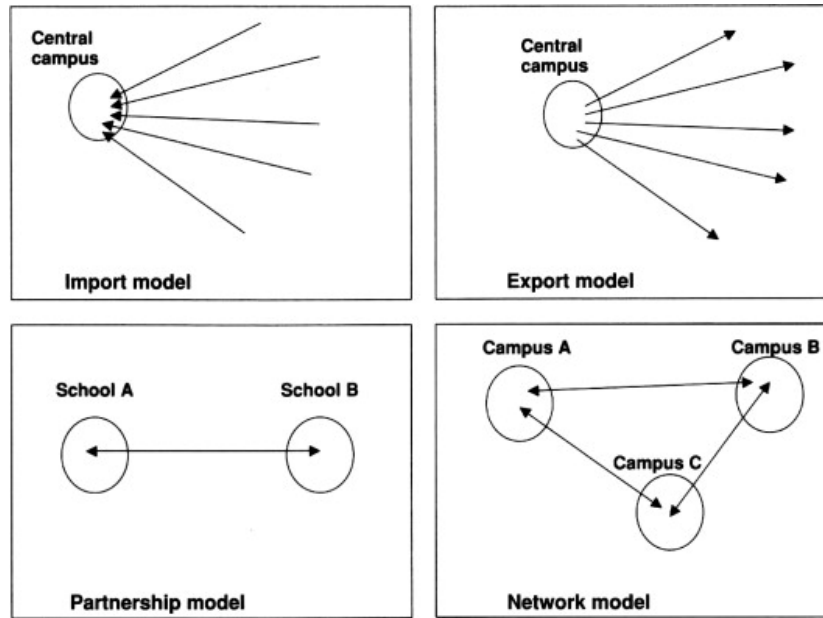 Central
campus
Import model
Central
campus
Export model
School A
School B
Partnership model
Campus A
Campus B
Campus C
Network model